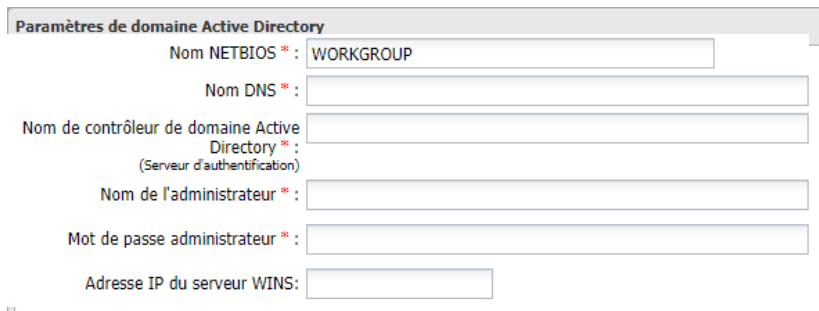 Paramètres de domaine Active Directory
Nom NETBIOS * : WORKGROUP
Nom DNS * :
Nom de contrôleur de domaine Active
Directory * :
(Serveur d'authentification)
Nom de l'administrateur * :
Mot de passe administrateur * :
Adresse IP du serveur WINS: